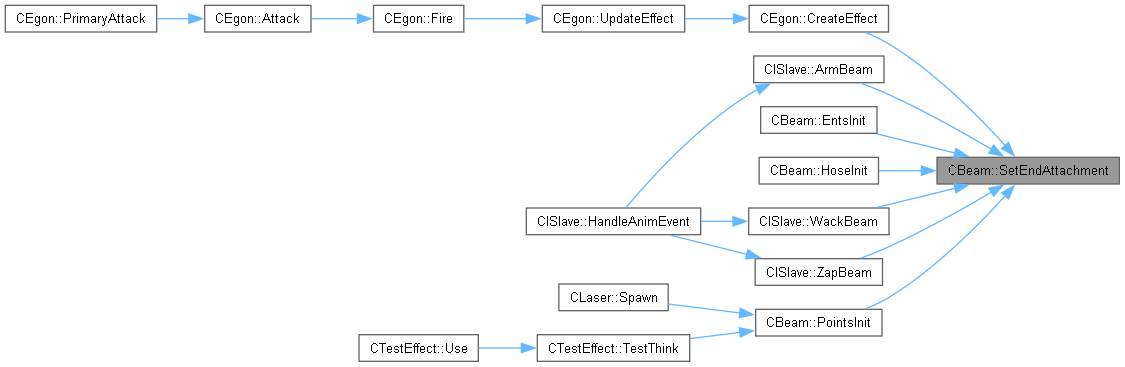 CEgon::PrimaryAttack
CEgon::Attack
CEgon::Fire
CEgon::UpdateEffect
CEgon::CreateEffect
CISlave::ArmBeam
CBeam::EntsInit
CBeam::HoseInit
CBeam::SetEndAttachment
CISlave::HandleAnimEvent
CISlave::WackBeam
CISlave::ZapBeam
CLaser::Spawn
CBeam::PointsInit
CTestEffect::Use
CTestEffect::TestThink